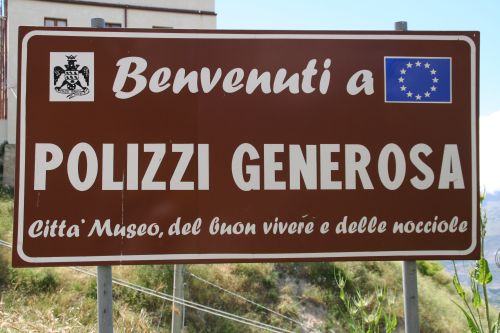 Benvenuti a
POLIZZI GENEROSA
Citta' Museo, del buon vivere e delle nocciole